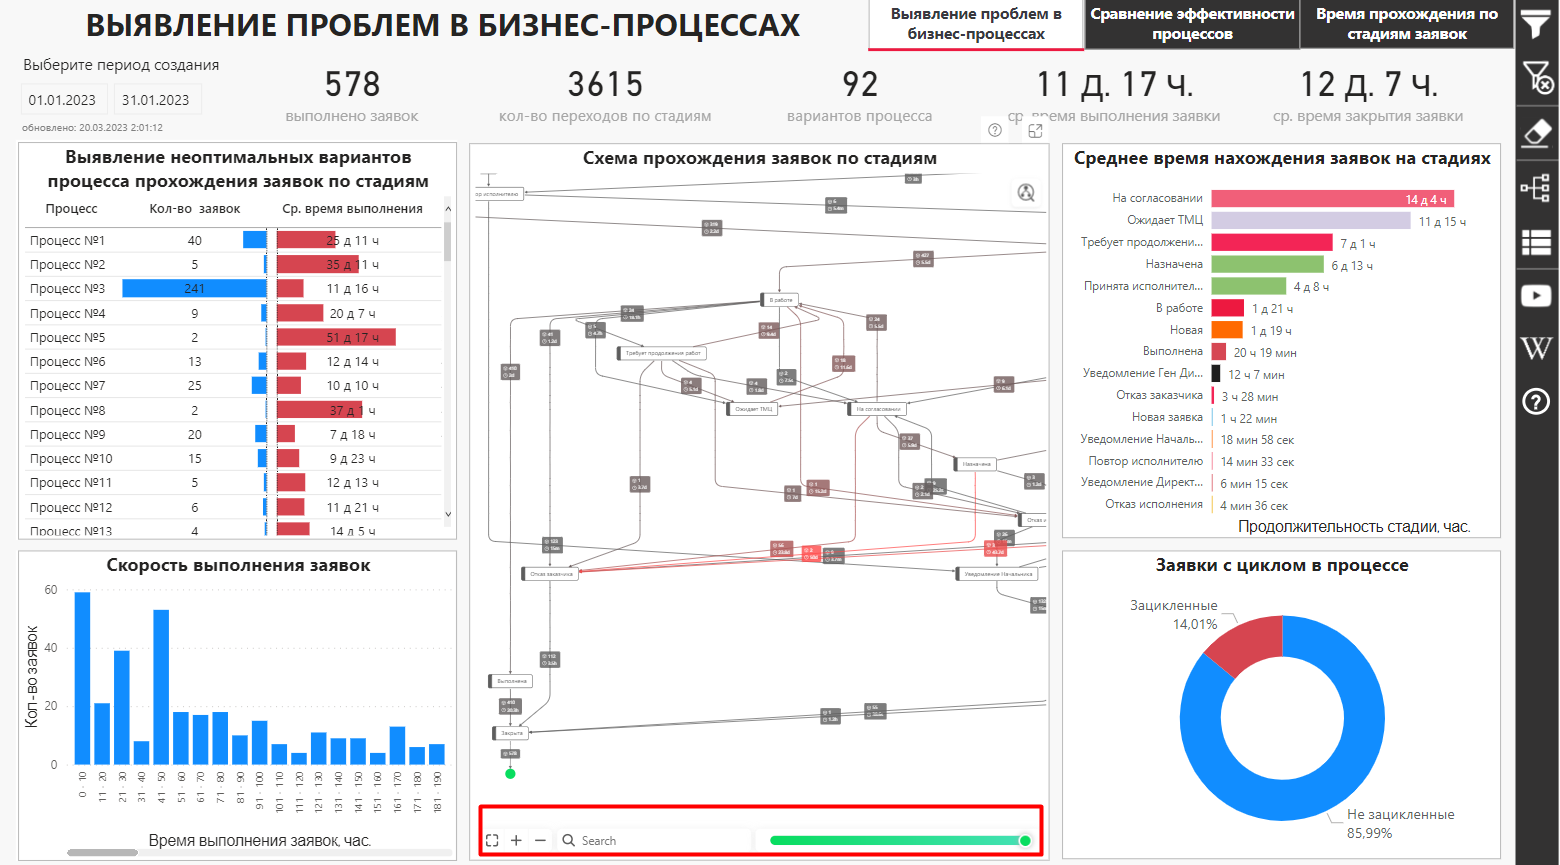 ВЫЯВЛЕНИЕ ПРОБЛЕМ В БИЗНЕС-ПРОЦЕССАХ
Выявление проблем в
бизнес-процессах
Сравнение эффективности
процессов
Время прохождения по
стадиям заявок
Выберите период создания
01.01.2023
31.01.2023
обновлено: 20.03.2023 2:01:12
578
выполнено заявок
3615
кол-во переходов по стадиям
92
вариантов процесса
11 д. 17 ч.
ср. время выполнения заявки
12 д. 7 ч.
ср. время закрытия заявки
Выявление неоптимальных вариантов
процесса прохождения заявок по стадиям
Процесс Кол-во заявок Ср. время выполнения
Процесс №1 40 25 д 11 ч
Процесс №2 5 35 д 11 ч
Процесс №3 241 11 д 16 ч
Процесс №4 9 20 д 7 ч
Процесс №5 2 51 д 17 ч
Процесс №6 13 12 д 14 ч
Процесс №7 25 10 д 10 ч
Процесс №8 2 37 д 1 ч
Процесс №9 20 7 д 18 ч
Процесс №10 15 9 д 23 ч
Процесс №11 5 12 д 13 ч
Процесс №12 6 11 д 21 ч
Процесс №13 4 14 д 5 ч
Скорость выполнения заявок
Кол-во заявок
60
40
20
0
0 - 10
11 - 20
21 - 30
31 - 40
41 - 50
51 - 60
61 - 70
71 - 80
81 - 90
91 - 100
101 - 110
111 - 120
121 - 130
131 - 140
141 - 150
151 - 160
161 - 170
171 - 180
181 - 190
Время выполнения заявок, час.
Схема прохождения заявок по стадиям
В работе
Требует продолжения работ
Ожидает ТМЦ
На согласовании
Назначена
Отказ заказчика
Уведомление Начальника
Выполнена
Закрыта
Search
Среднее время нахождения заявок на стадиях
На согласовании 14 д 4 ч
Ожидает ТМЦ 11 д 15 ч
Требует продолжени... 7 д 1 ч
Назначена 6 д 13 ч
Принята исполнител... 4 д 8 ч
В работе 1 д 21 ч
Новая 1 д 19 ч
Выполнена 20 ч 19 мин
Уведомление Ген Ди... 12 ч 7 мин
Отказ заказчика 3 ч 28 мин
Новая заявка 1 ч 22 мин
Уведомление Началь... 18 мин 58 сек
Повтор исполнителю 14 мин 33 сек
Уведомление Директ... 6 мин 15 сек
Отказ исполнения 4 мин 36 сек
Продолжительность стадии, час.
Заявки с циклом в процессе
Зацикленные
14,01%
Не зацикленные
85,99%
W